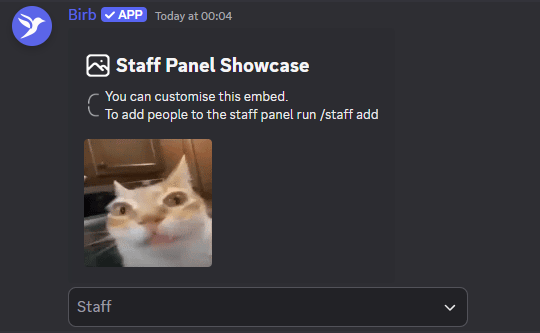 Birb ✓ APP Today at 00:04
Staff Panel Showcase
You can customise this embed.
To add people to the staff panel run /staff add
Staff